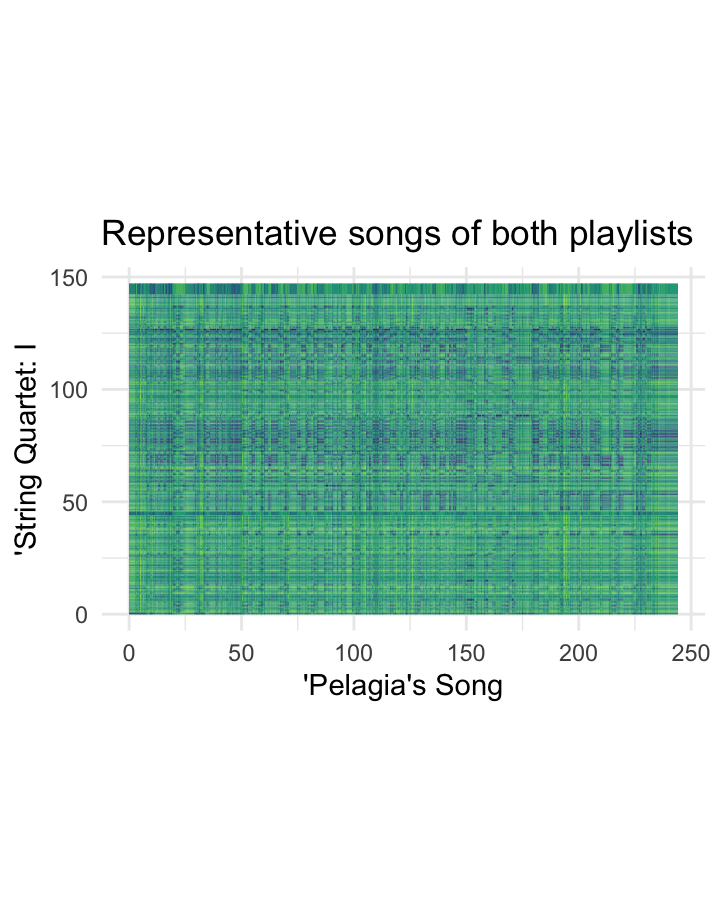 Representative songs of both playlists
150
100
50
0
'String Quartet: I
0 50 100 150 200 250
'Pelagia's Song